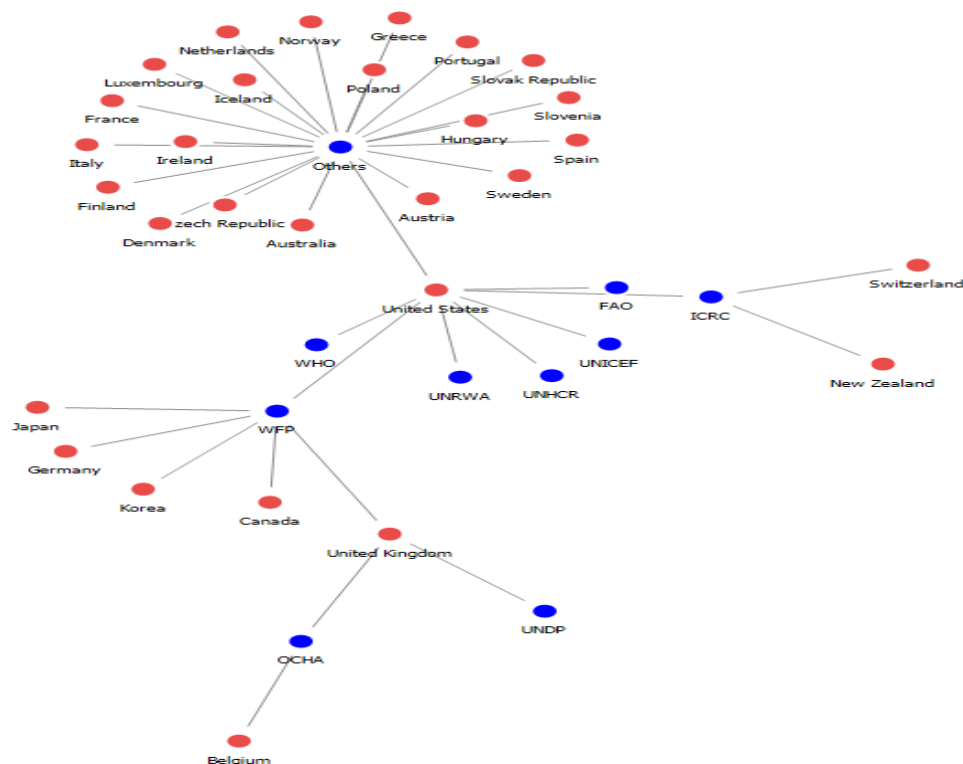 Greece
Norway
Netherlands
Portugal
Slovak Republic
Luxembourg
Poland
Iceland
Slovenia
France
Hungary
Italy
Ireland
Spain
Others
Sweden
Finland
Austria
zech Republic
Denmark
Australia
Switzerland
United States
FAO
ICRC
WHO
UNICEF
New Zealand
UNRWA
UNHCR
Japan
WFP
Germany
Korea
Canada
United Kingdom
UNDP
OCHA
Belgium